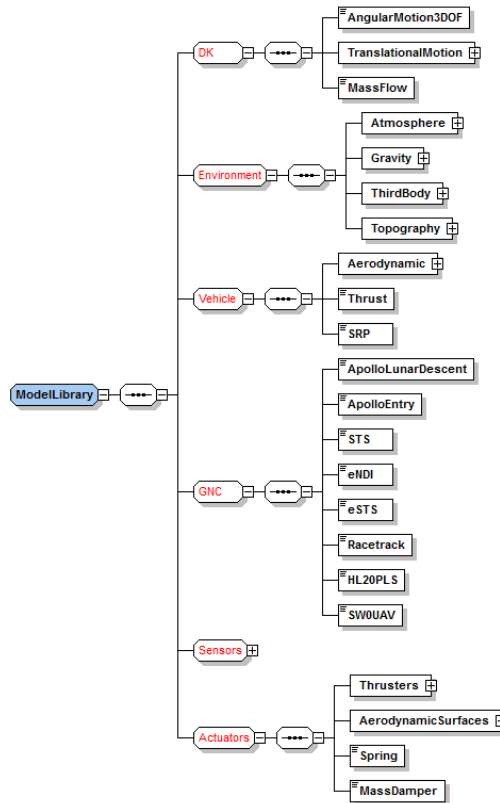 ModelLibrary
DK
AngularMotion3DOF
TranslationalMotion
MassFlow
Environment
Atmosphere
Gravity
ThirdBody
Topography
Vehicle
Aerodynamic
Thrust
SRP
GNC
ApolloLunarDescent
ApolloEntry
STS
eNDI
eSTS
Racetrack
HL20PLS
SW0UAV
Sensors
Actuators
Thrusters
AerodynamicSurfaces
Spring
MassDamper